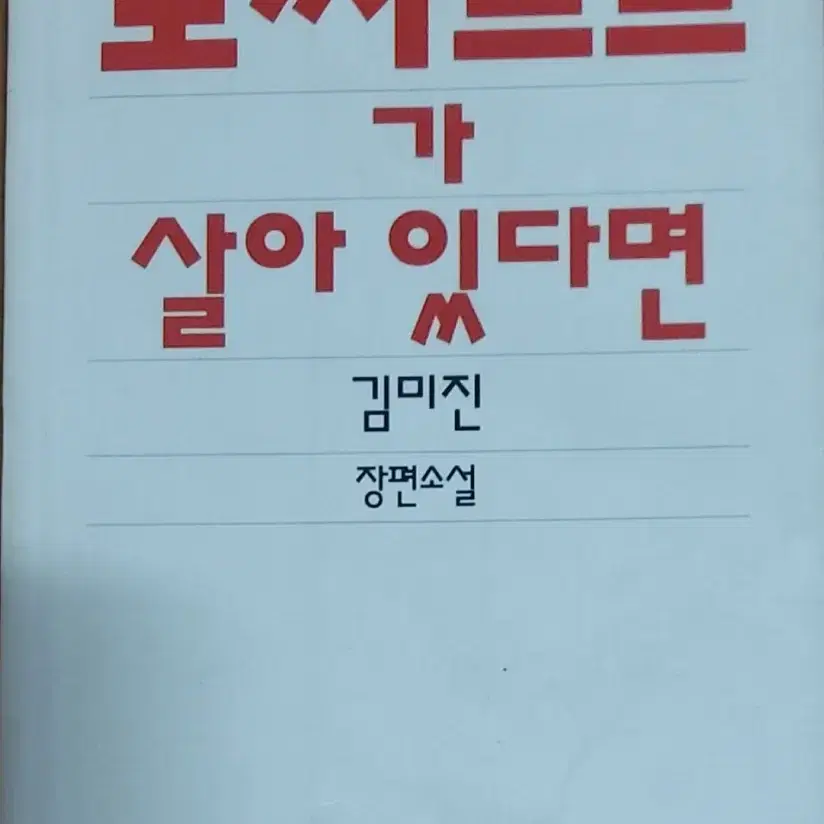 가
살아 있다면
김미진
장편소설